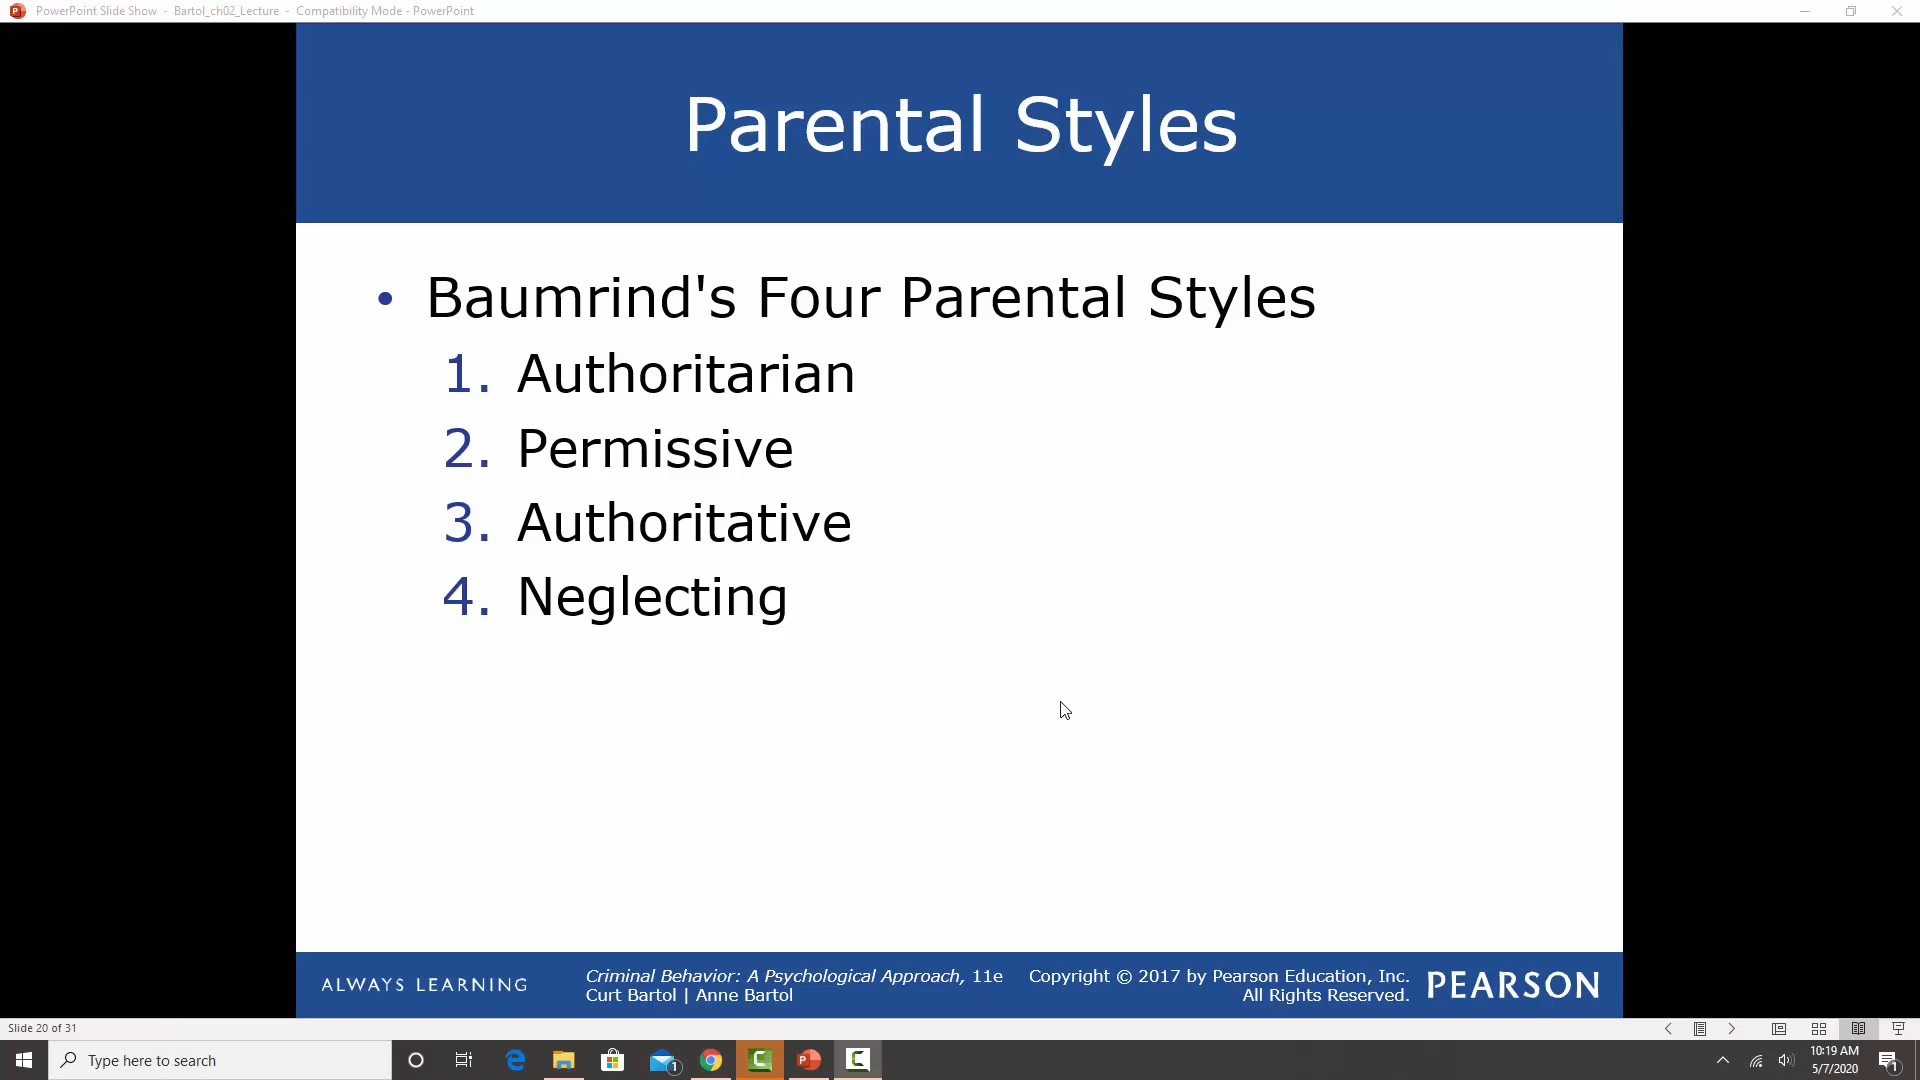 PowerPoint Slide Show - Bartol_ch02_Lecture - Compatibility Mode - PowerPoint
Parental Styles
• Baumrind's Four Parental Styles
1. Authoritarian
2. Permissive
3. Authoritative
4. Neglecting
ALWAYS LEARNING
Criminal Behavior: A Psychological Approach, 11e
Curt Bartol | Anne Bartol
Copyright © 2017 by Pearson Education, Inc.
All Rights Reserved.
PEARSON
Slide 20 of 31
Type here to search
1
10:19 AM
5/7/2020
1